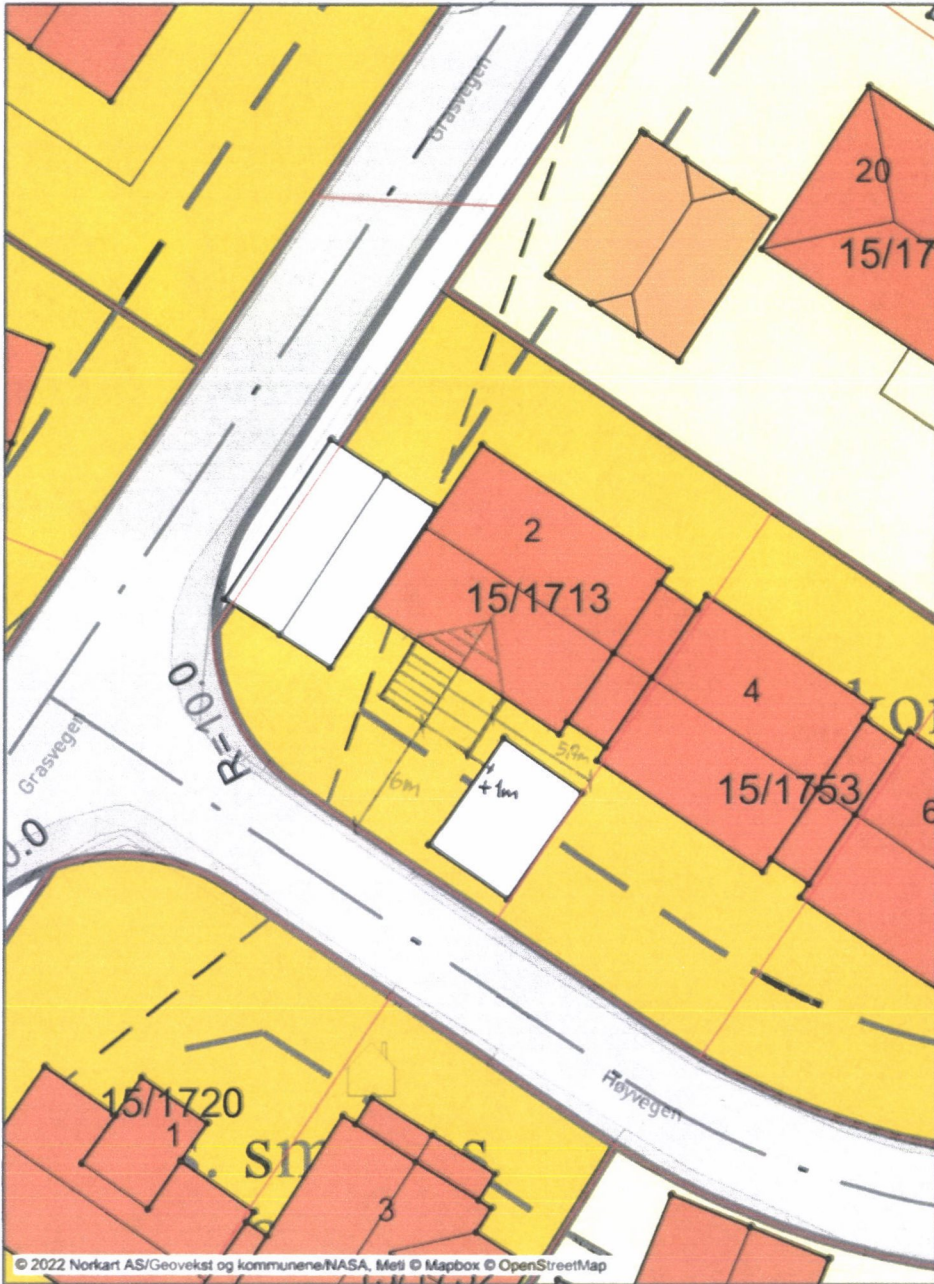 Grasvegen
20
15/17
2
15/1713
4
15/1753
6
R=10.0
Grasvegen
5,7m
6m
+1m
0.0
Høyvegen
15/1720
1
3
© 2022 Norkart AS/Geovekst og kommunene/NASA, Meti © Mapbox © OpenStreetMap